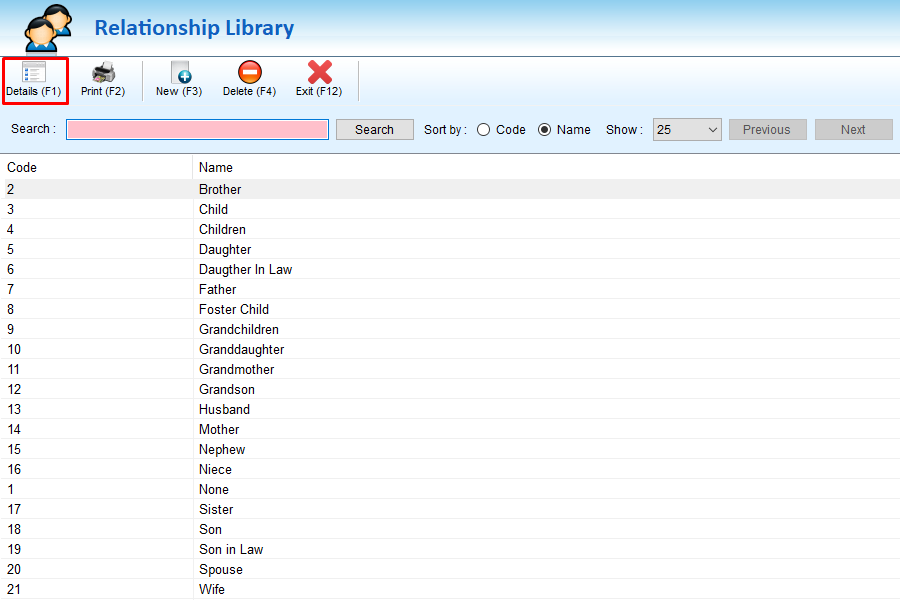 Relationship Library
Details (F1) Print (F2) New (F3) Delete (F4) Exit (F12)
Search : Search Sort by : Code Name Show : 25 Previous Next
Code Name
2 Brother
3 Child
4 Children
5 Daughter
6 Daugther In Law
7 Father
8 Foster Child
9 Grandchildren
10 Granddaughter
11 Grandmother
12 Grandson
13 Husband
14 Mother
15 Nephew
16 Niece
1 None
17 Sister
18 Son
19 Son in Law
20 Spouse
21 Wife